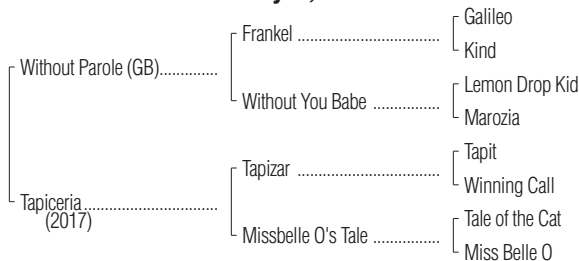 Galileo
Frankel
Kind
Without Parole (GB)
Lemon Drop Kid
Without You Babe
Marozia
Tapit
Tapizar
Winning Call
Tapiceria
(2017)
Tale of the Cat
Missbelle O's Tale
Miss Belle O